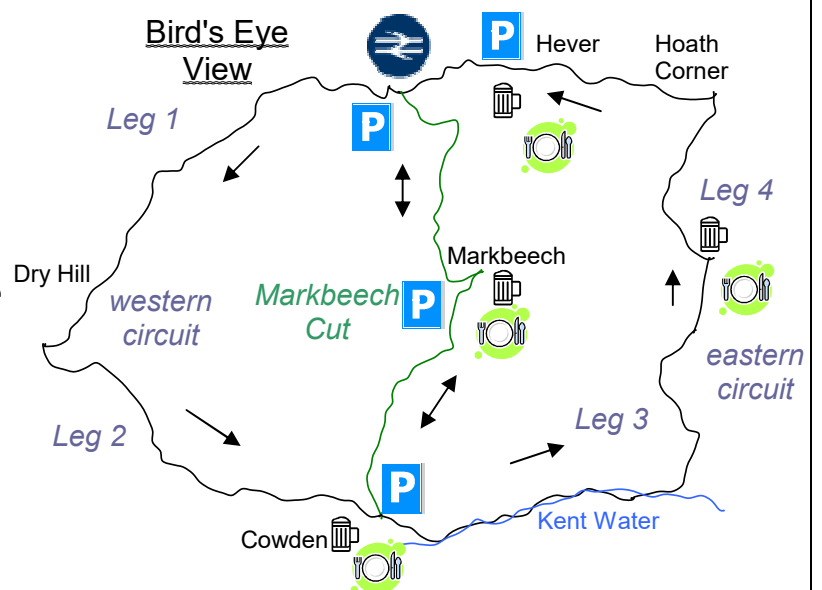 Bird's Eye
View
P
Hever
Hoath
Corner
Leg 1
P
Leg 4
Dry Hill
Markbeech
western
circuit
Markbeech
Cut
P
eastern
circuit
Leg 2
Leg 3
P
Kent Water
Cowden